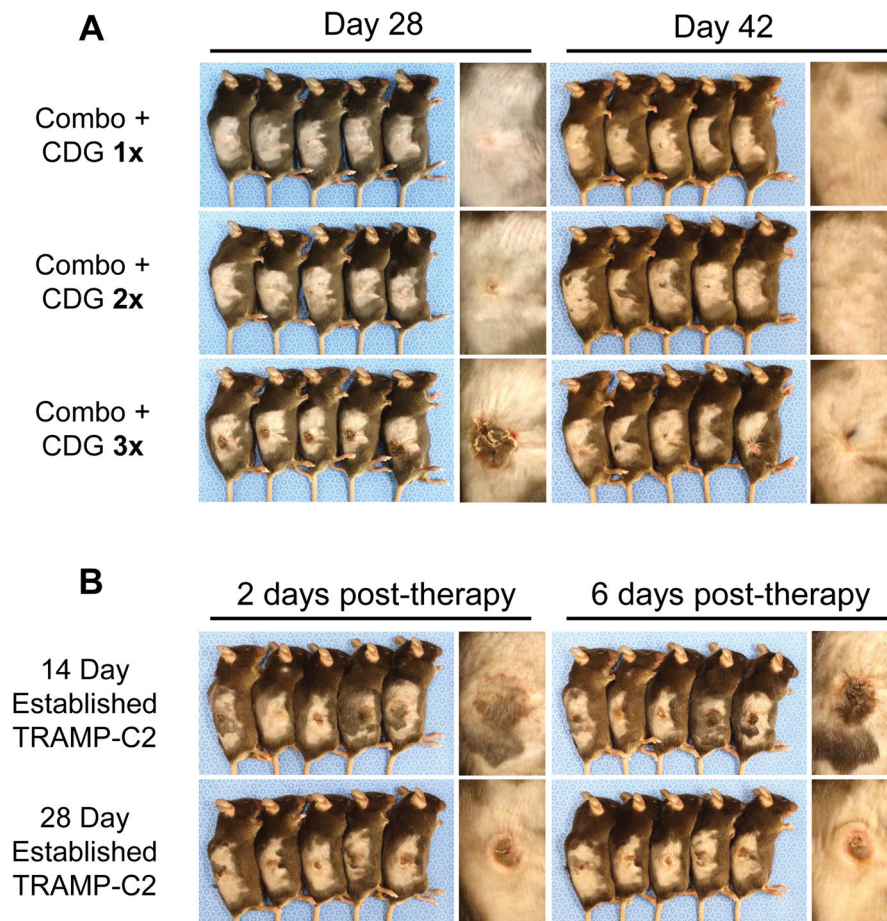 A
Day 28
Day 42
Combo +
CDG 1x
Combo +
CDG 2x
Combo +
CDG 3x
B
2 days post-therapy
6 days post-therapy
14 Day
Established
TRAMP-C2
28 Day
Established
TRAMP-C2